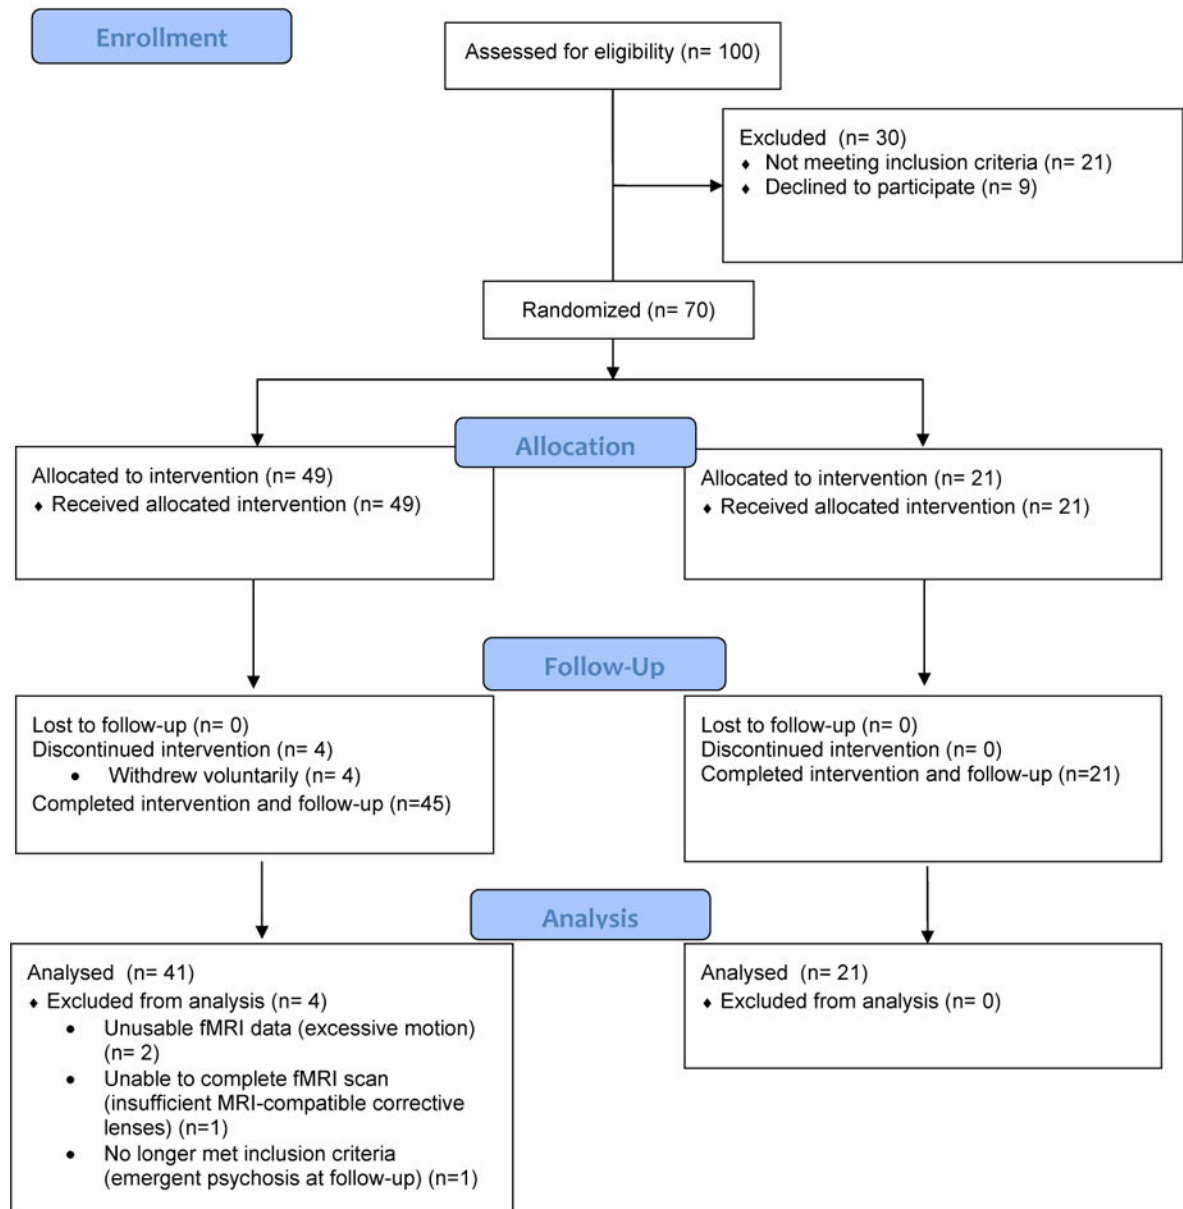 Enrollment
Assessed for eligibility (n= 100)
Excluded (n= 30)
♦ Not meeting inclusion criteria (n= 21)
♦ Declined to participate (n= 9)
Randomized (n= 70)
Allocation
Allocated to intervention (n= 49)
♦ Received allocated intervention (n= 49)
Allocated to intervention (n= 21)
♦ Received allocated intervention (n= 21)
Follow-Up
Lost to follow-up (n= 0)
Discontinued intervention (n= 4)
• Withdrew voluntarily (n= 4)
Completed intervention and follow-up (n=45)
Lost to follow-up (n= 0)
Discontinued intervention (n= 0)
Completed intervention and follow-up (n=21)
Analysis
Analysed (n= 41)
♦ Excluded from analysis (n= 4)
• Unusable fMRI data (excessive motion)
(n= 2)
• Unable to complete fMRI scan
(insufficient MRI-compatible corrective
lenses) (n=1)
• No longer met inclusion criteria
(emergent psychosis at follow-up) (n=1)
Analysed (n= 21)
♦ Excluded from analysis (n= 0)